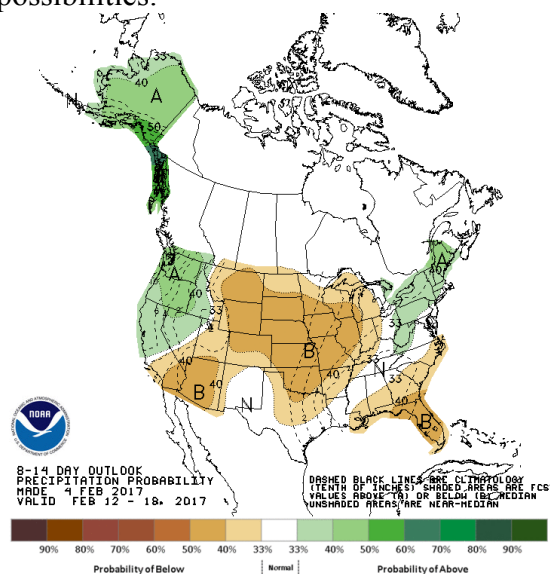 possibilities.
33
40
A
N
50
A
40
33
A
40
33
B
40
N
33
40
B
40
N
33
40
B
NOAA
8-14 DAY OUTLOOK
PRECIPITATION PROBABILITY
MADE 4 FEB 2017
VALID FEB 12 - 18, 2017
DASHED BLACK LINES ARE CLIMATOLOGY
(TENTH OF INCHES) SHADED AREAS ARE FCST
VALUES ABOVE (A) OR BELOW (B) MEDIAN
UNSHADED AREAS ARE NEAR-MEDIAN
90% 80% 70% 60% 50% 40% 33% 33% 40% 50% 60% 70% 80% 90%
Probability of Below Normal Probability of Above